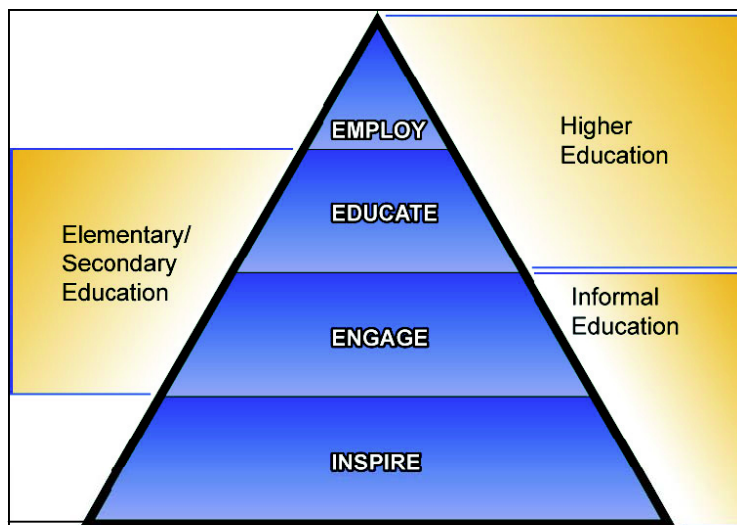 EMPLOY
Higher
Education
EDUCATE
Elementary/
Secondary
Education
Informal
Education
ENGAGE
INSPIRE